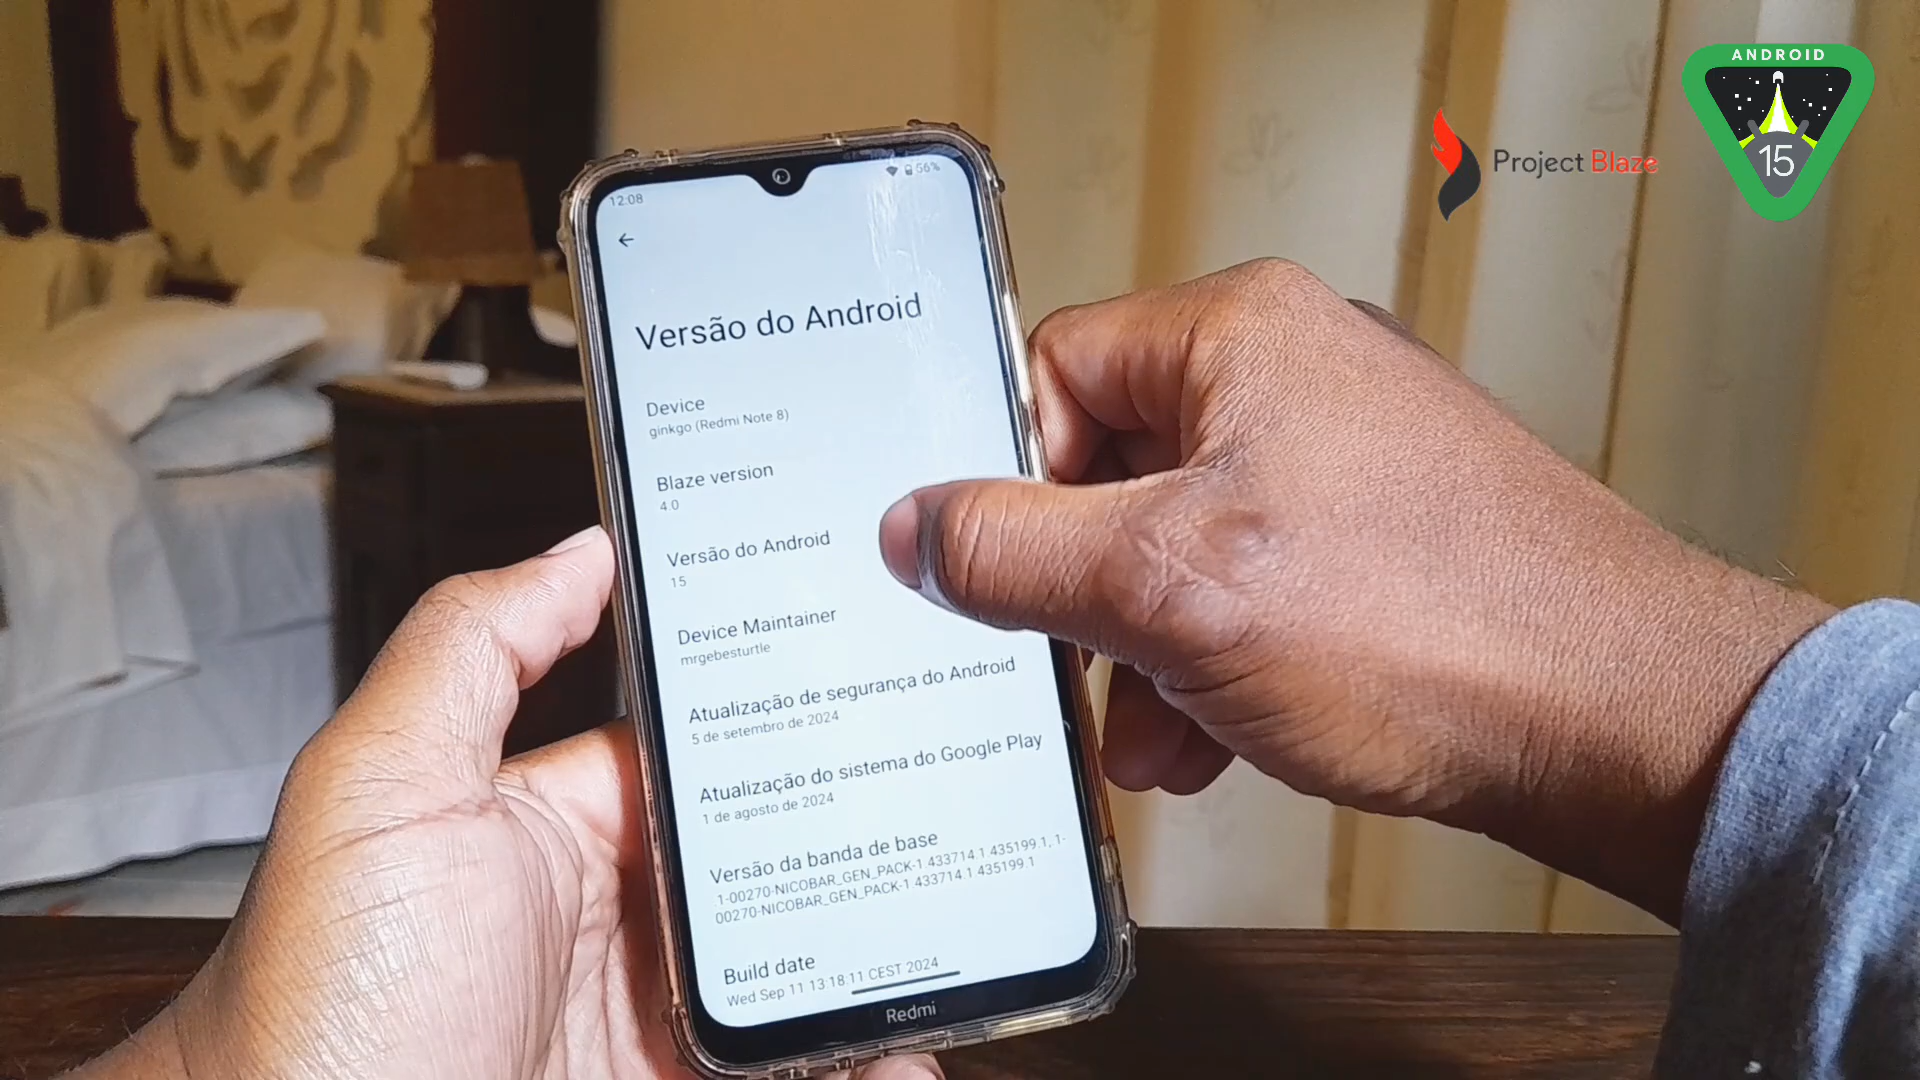 ANDROID
15
Project Blaze
12:08
56%
Versão do Android
Device
ginkgo (Redmi Note 8)
Blaze version
4.0
Versão do Android
15
Device Maintainer
mrgebesturtle
Atualização de segurança do Android
5 de setembro de 2024
Atualização do sistema do Google Play
1 de agosto de 2024
Versão da banda de base
.1-00270-NICOBAR_GEN_PACK-1.433714.1.435199.1, 1-
00270-NICOBAR_GEN_PACK-1.433714.1.435199.1
Build date
Wed Sep 11 13:18:11 CEST 2024
Redmi